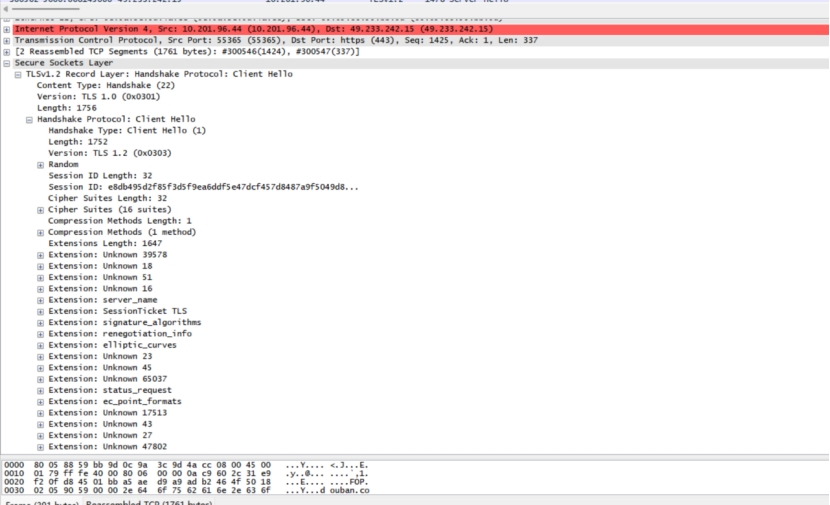 Internet Protocol Version 4, Src: 10.201.96.44 (10.201.96.44), Dst: 49.233.242.15 (49.233.242.15)
Transmission Control Protocol, Src Port: 55365 (55365), Dst Port: https (443), Seq: 1425, Ack: 1, Len: 337
[2 Reassembled TCP Segments (1761 bytes): #300546(1424), #300547(337)]
Secure Sockets Layer
TLSv1.2 Record Layer: Handshake Protocol: Client Hello
Content Type: Handshake (22)
Version: TLS 1.0 (0x0301)
Length: 1756
Handshake Protocol: Client Hello
Handshake Type: Client Hello (1)
Length: 1752
Version: TLS 1.2 (0x0303)
Random
Session ID Length: 32
Session ID: e8db495d2f85f3d5f9ea6ddf5e47dcf457d8487a9f5049d8...
Cipher Suites Length: 32
Cipher Suites (16 suites)
Compression Methods Length: 1
Compression Methods (1 method)
Extensions Length: 1647
Extension: Unknown 39578
Extension: Unknown 18
Extension: Unknown 51
Extension: Unknown 16
Extension: server_name
Extension: SessionTicket TLS
Extension: signature_algorithms
Extension: renegotiation_info
Extension: elliptic_curves
Extension: Unknown 23
Extension: Unknown 45
Extension: Unknown 65037
Extension: status_request
Extension: ec_point_formats
Extension: Unknown 17513
Extension: Unknown 43
Extension: Unknown 27
Extension: Unknown 47802
0000 80 05 88 59 bb 9d 0c 9a 3c 9d 4a cc 08 00 45 00 ...Y.... <.J...E.
0010 01 79 ff fe 40 00 80 06 00 00 0a c9 60 2c 31 e9 .y..@... ....`,1.
0020 f2 0f d8 45 01 bb a5 ae d9 a9 ad b2 46 4f 50 18 ...E.... ....FOP.
0030 02 05 90 59 00 00 2e 64 6f 75 62 61 6e 2e 63 6f ...Y...d ouban.co